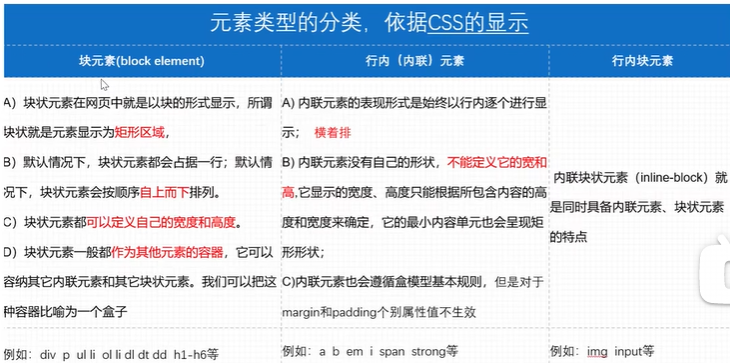 元素类型的分类，依据CSS的显示
块元素(block element)
行内（内联）元素
行内块元素
A）块状元素在网页中就是以块的形式显示，所谓
块状就是元素显示为矩形区域，
B）默认情况下，块状元素都会占据一行；默认情
况下，块状元素会按顺序自上而下排列。
C）块状元素都可以定义自己的宽度和高度。
D）块状元素一般都作为其他元素的容器，它可以
容纳其它内联元素和其它块状元素。我们可以把这
种容器比喻为一个盒子
A) 内联元素的表现形式是始终以行内逐个进行显
示； 横着排
B) 内联元素没有自己的形状，不能定义它的宽和
高,它显示的宽度、高度只能根据所包含内容的高
度和宽度来确定，它的最小内容单元也会呈现矩
形形状；
C)内联元素也会遵循盒模型基本规则，但是对于
margin和padding个别属性值不生效
内联块状元素（inline-block）就
是同时具备内联元素、块状元素
的特点
例如：div p ul li ol li dl dt dd h1-h6等
例如：a b em i span strong等
例如：img input等